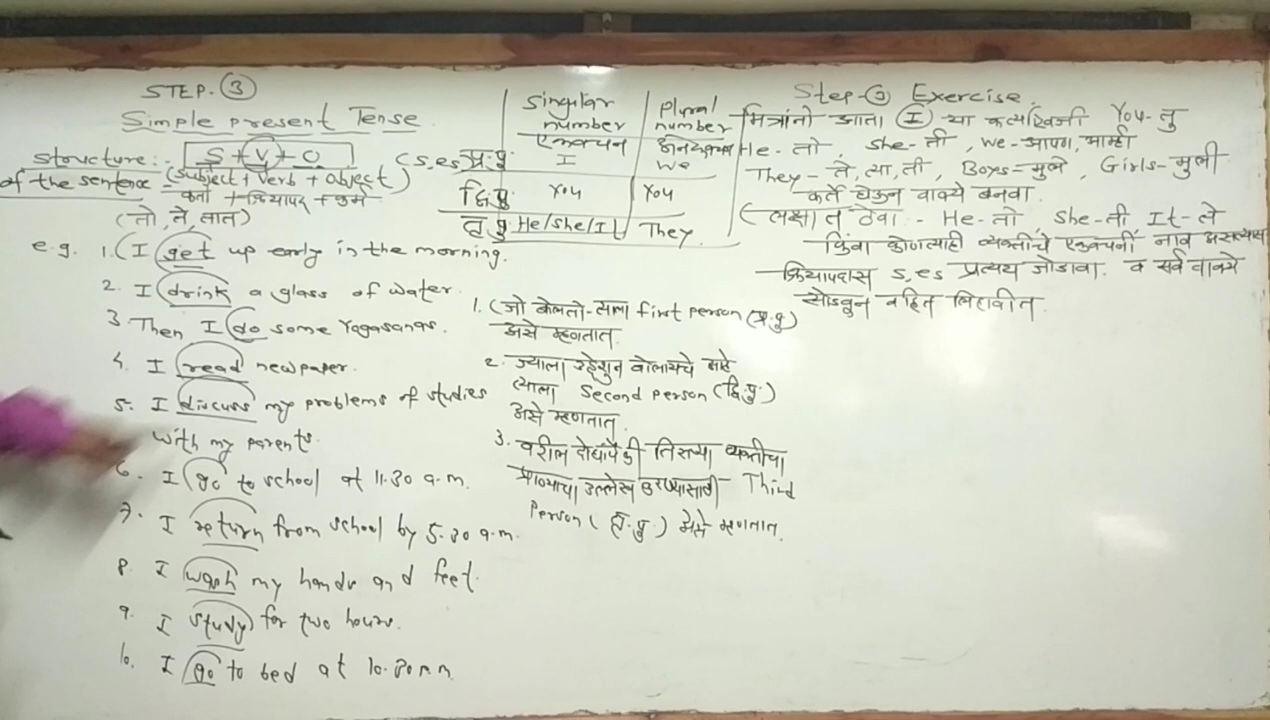 STEP. ③
Simple present Tense
Structure:- S + V + O (s, es)
of the sentence (subject + verb + object)
कर्ता + क्रियापद + कर्म
(तो, ते, तात)
e.g. 1. (I get up early in the morning.
2. I drink a glass of water.
3. Then I do some Yogasanas.
4. I read newpaper.
5. I discuss my problems of studies
with my parents.
6. I go to school at 11.30 a.m.
7. I return from school by 5.30 a.m.
8. I wash my hands and feet.
9. I study for two hours.
10. I go to bed at 10.30 p.m.
Singular number एकवचन
Plural number अनेकवचन
प्र.पु I We
द्वि.पु You You
तृ.पु He/She/It They
1. (जो बोलतो-त्याला first person (प्र.पु)
असे म्हणतात.
2. ज्याला उद्देशुन बोलायचे आहे
त्याला Second person (द्वि.पु.)
असे म्हणतात.
3. वरील दोघांपैकी तिसऱ्या व्यक्तीचा
प्राण्याचा उल्लेख करण्यासाठी Third
Person (तृ.पु.) असे म्हणतात.
Step-③ Exercise.
मित्रांनो आता (I) या कर्त्याऐवजी You-तु
He-तो, She-ती, We-आपण, आम्ही
They-ते, त्या, ती, Boys=मुले, Girls-मुली
कर्ते घेऊन वाक्ये बनवा.
(लक्षात ठेवा - He-तो She-ती It-ते
किंवा कोणत्याही व्यक्तीचे एकवचनी नाव असल्यास
क्रियापदास s, es प्रत्यय जोडावा. व सर्व वाक्ये
सोडवून वहित लिहावीत.